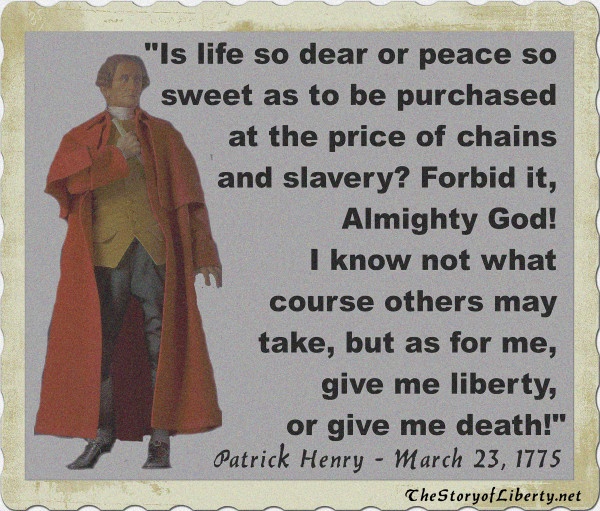 "Is life so dear or peace so
sweet as to be purchased
at the price of chains
and slavery? Forbid it,
Almighty God!
I know not what
course others may
take, but as for me,
give me liberty,
or give me death!"
Patrick Henry - March 23, 1775
TheStoryofLiberty.net